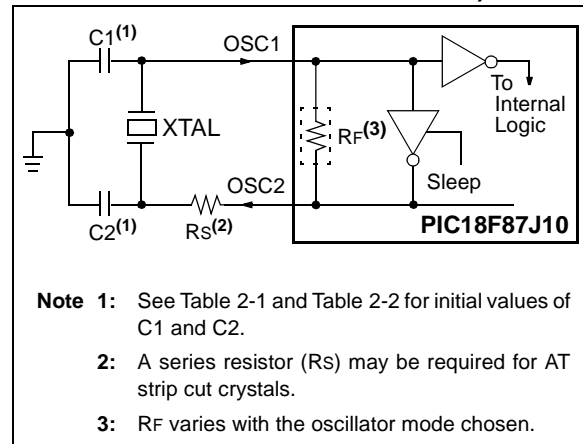 C1(1)
OSC1
To
Internal
Logic
XTAL
RF(3)
Sleep
OSC2
C2(1)
RS(2)
PIC18F87J10
Note 1: See Table 2-1 and Table 2-2 for initial values of
C1 and C2.
2: A series resistor (RS) may be required for AT
strip cut crystals.
3: RF varies with the oscillator mode chosen.